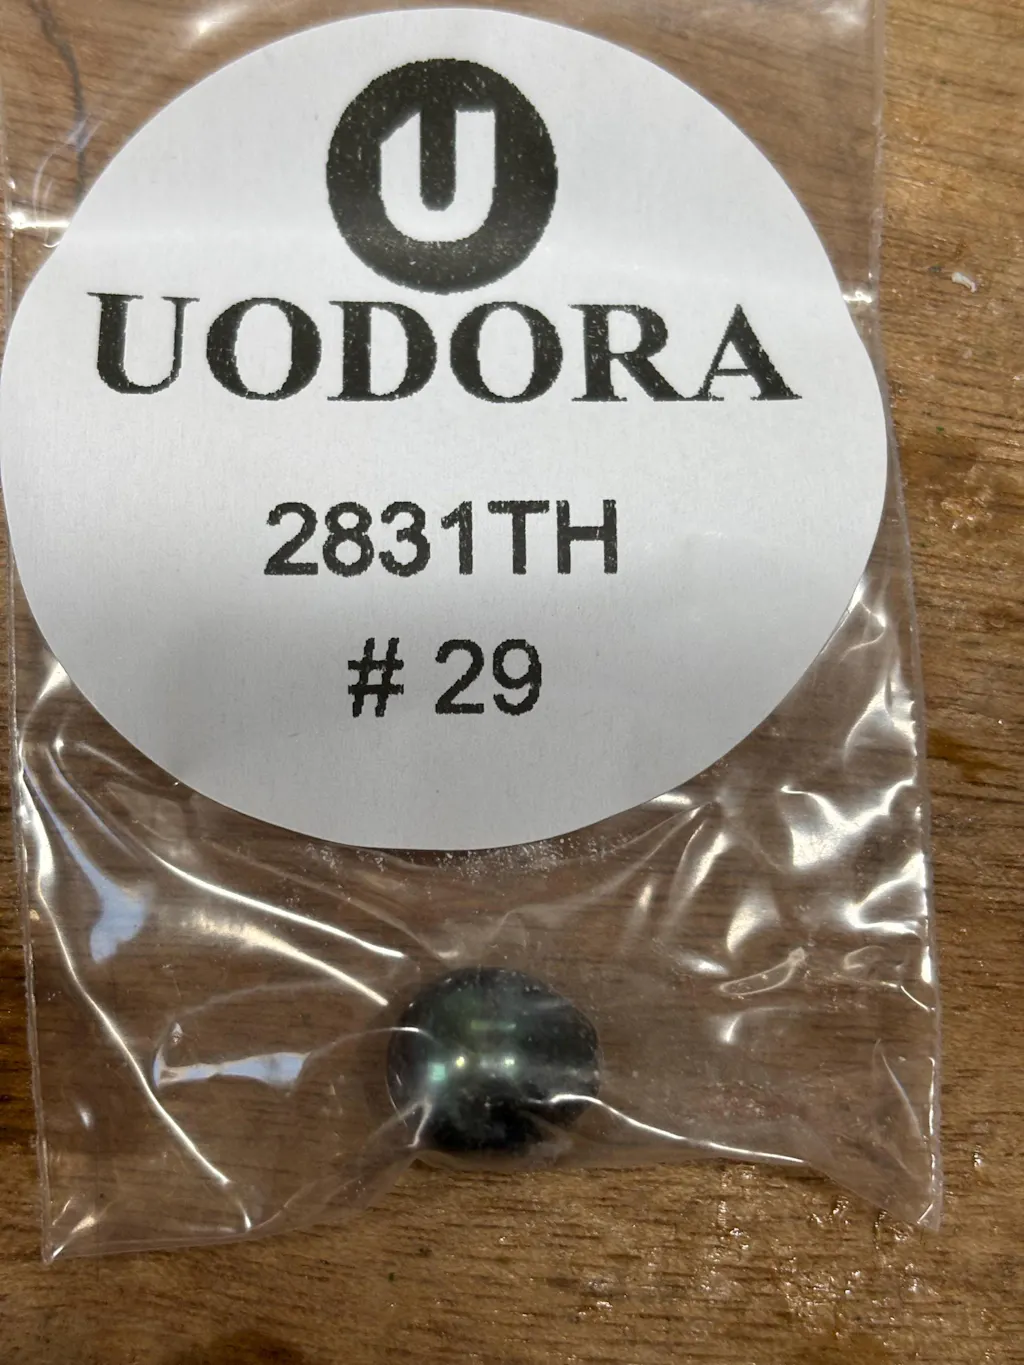 U
UODORA
2831TH
# 29